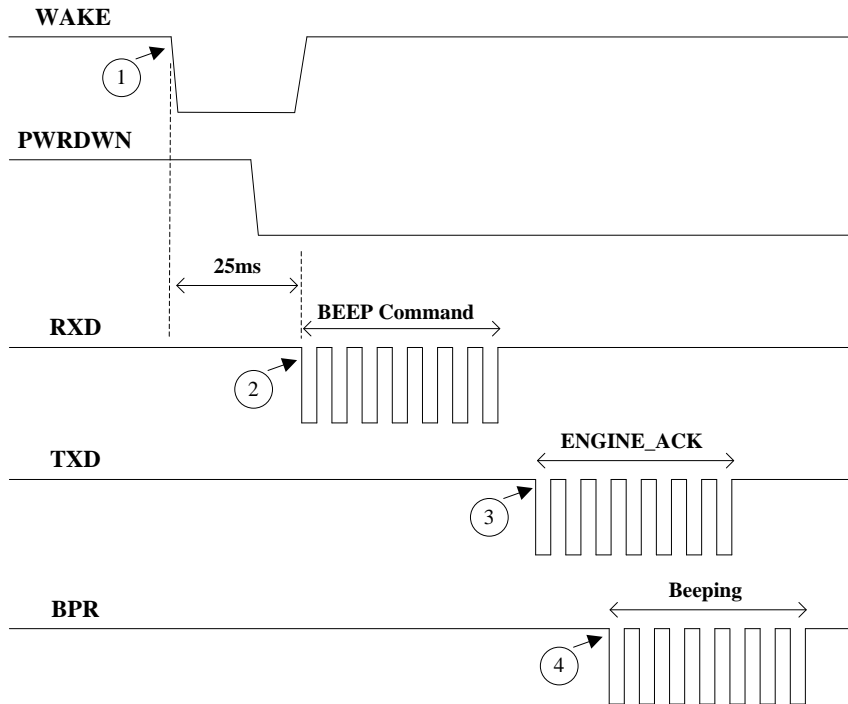 WAKE
1
PWRDWN
25ms
BEEP Command
RXD
2
ENGINE_ACK
TXD
3
Beeping
BPR
4